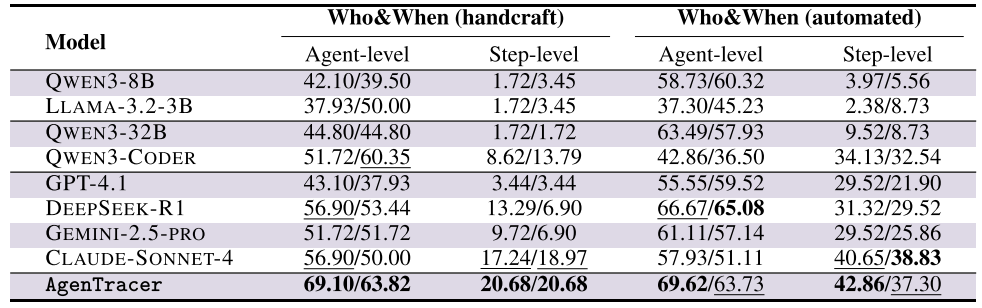 Who&When (handcraft) Who&When (automated)
Model
Agent-level Step-level Agent-level Step-level
QWEN3-8B 42.10/39.50 1.72/3.45 58.73/60.32 3.97/5.56
LLAMA-3.2-3B 37.93/50.00 1.72/3.45 37.30/45.23 2.38/8.73
QWEN3-32B 44.80/44.80 1.72/1.72 63.49/57.93 9.52/8.73
QWEN3-CODER 51.72/60.35 8.62/13.79 42.86/36.50 34.13/32.54
GPT-4.1 43.10/37.93 3.44/3.44 55.55/59.52 29.52/21.90
DEEPSEEK-R1 56.90/53.44 13.29/6.90 66.67/65.08 31.32/29.52
GEMINI-2.5-PRO 51.72/51.72 9.72/6.90 61.11/57.14 29.52/25.86
CLAUDE-SONNET-4 56.90/50.00 17.24/18.97 57.93/51.11 40.65/38.83
AgenTracer 69.10/63.82 20.68/20.68 69.62/63.73 42.86/37.30